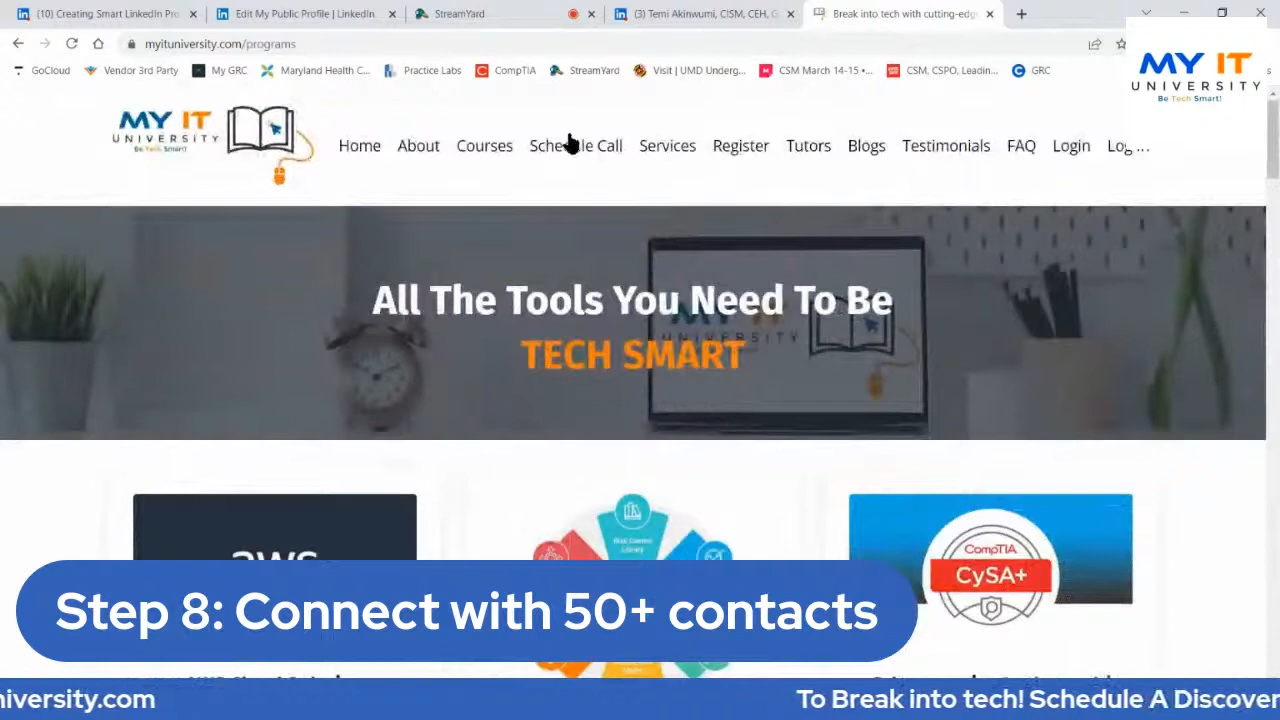 (10) Creating Smart LinkedIn Pro
Edit My Public Profile | LinkedIn
StreamYard
(3) Temi Akinwumi, CISM, CEH, C
Break into tech with cutting-edg
myituniversity.com/programs
GoCloud
Vendor 3rd Party
My GRC
Maryland Health C...
Practice Labs
CompTIA
StreamYard
Visit | UMD Underg...
CSM March 14-15 •...
CSM, CSPO, Leadin...
GRC
MY IT
UNIVERSITY
Be Tech Smart!
MY IT
UNIVERSITY
Be Tech Smart!
Home
About
Courses
Schedule Call
Services
Register
Tutors
Blogs
Testimonials
FAQ
Login
Log ...
All The Tools You Need To Be
TECH SMART
aws
CompTIA
CySA+
Step 8: Connect with 50+ contacts
niversity.com
To Break into tech! Schedule A Discover